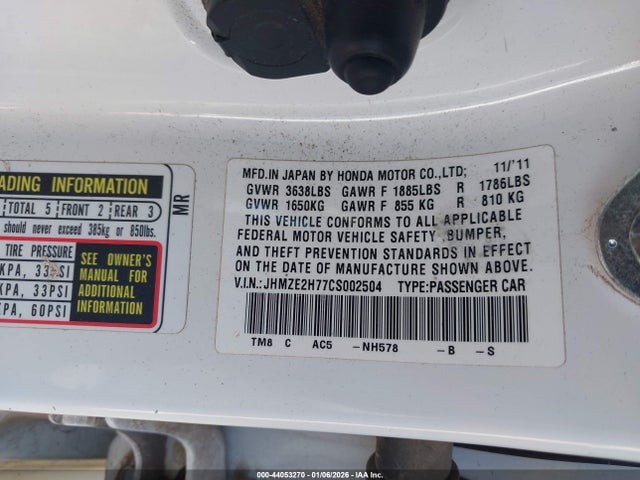 MFD.IN JAPAN BY HONDA MOTOR CO.,LTD; 11/'11
GVWR 3638LBS GAWR F 1885LBS R 1786LBS
GVWR 1650KG GAWR F 855 KG R 810 KG
THIS VEHICLE CONFORMS TO ALL APPLICABLE
FEDERAL MOTOR VEHICLE SAFETY, BUMPER,
AND THEFT PREVENTION STANDARDS IN EFFECT
ON THE DATE OF MANUFACTURE SHOWN ABOVE.
V.I.N.:JHMZE2H77CS002504 TYPE:PASSENGER CAR
TM8 C AC5 -NH578 -B -S
ADING INFORMATION
TOTAL 5 FRONT 2 REAR 3
should never exceed 385kg or 850lbs.
TIRE PRESSURE
KPA, 33PSI
KPA, 33PSI
PA, 60PSI
SEE OWNER'S
MANUAL FOR
ADDITIONAL
INFORMATION
MR
000-44053270 - 01/06/2026 - IAA Inc.